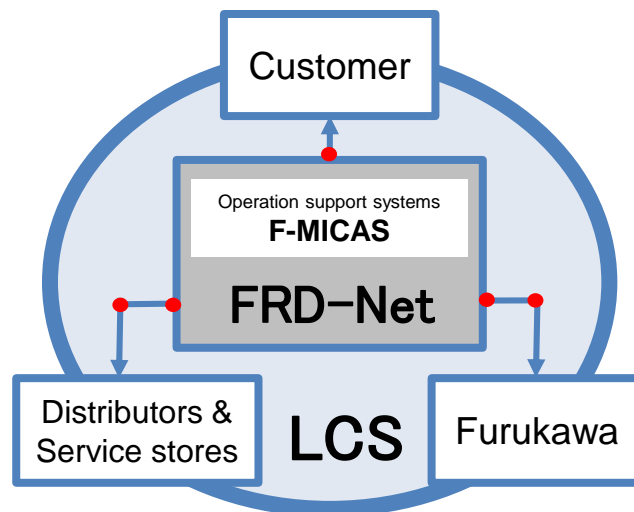 Customer
Operation support systems
F-MICAS
FRD-Net
Distributors &
Service stores
LCS
Furukawa